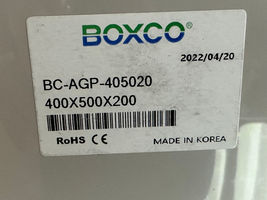 BOXCO®
2022/04/20
BC-AGP-405020
400X500X200
RoHS CE
MADE IN KOREA